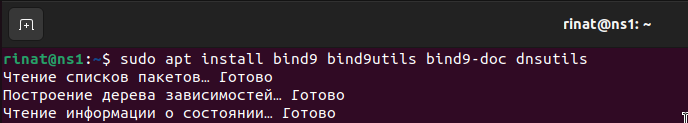 rinat@ns1: ~
rinat@ns1:~$ sudo apt install bind9 bind9utils bind9-doc dnsutils
Чтение списков пакетов… Готово
Построение дерева зависимостей… Готово
Чтение информации о состоянии… Готово